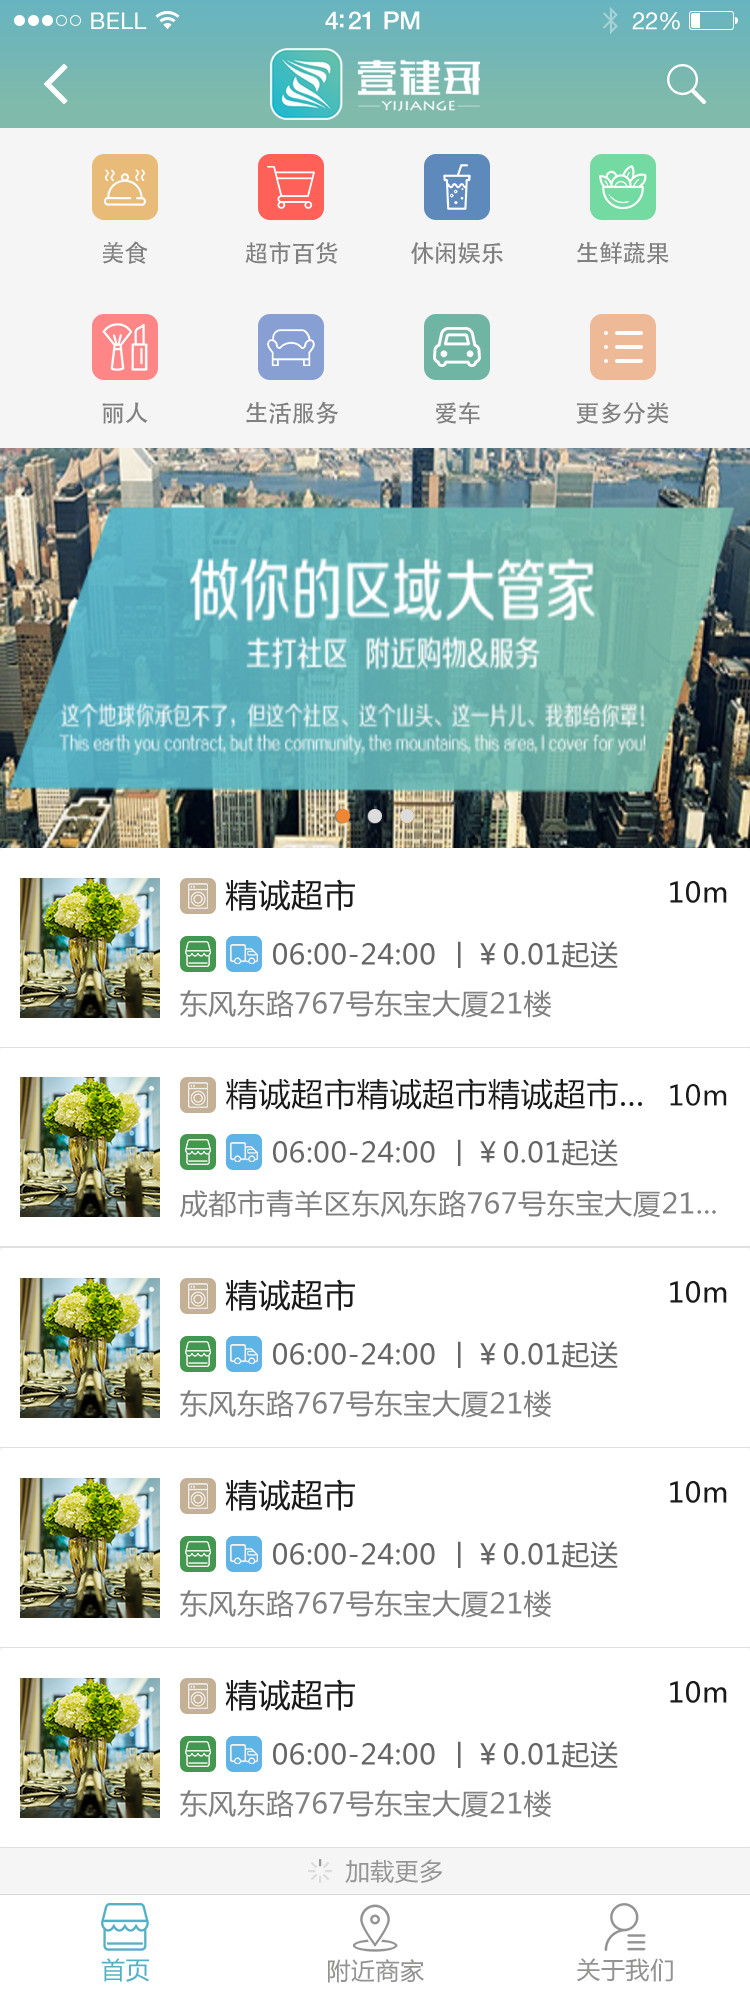 BELL 4:21 PM 22%
壹建哥
YIJIANGE
美食 超市百货 休闲娱乐 生鲜蔬果
丽人 生活服务 爱车 更多分类
做你的区域大管家
主打社区 附近购物&服务
这个地球你承包不了，但这个社区、这个山头、这一片儿、我都给你罩！
This earth you contract, but the community, the mountains, this area, I cover for you!
精诚超市 10m
06:00-24:00 | ¥0.01起送
东风东路767号东宝大厦21楼
精诚超市精诚超市精诚超市... 10m
06:00-24:00 | ¥0.01起送
成都市青羊区东风东路767号东宝大厦21...
精诚超市 10m
06:00-24:00 | ¥0.01起送
东风东路767号东宝大厦21楼
精诚超市 10m
06:00-24:00 | ¥0.01起送
东风东路767号东宝大厦21楼
精诚超市 10m
06:00-24:00 | ¥0.01起送
东风东路767号东宝大厦21楼
加载更多
首页 附近商家 关于我们